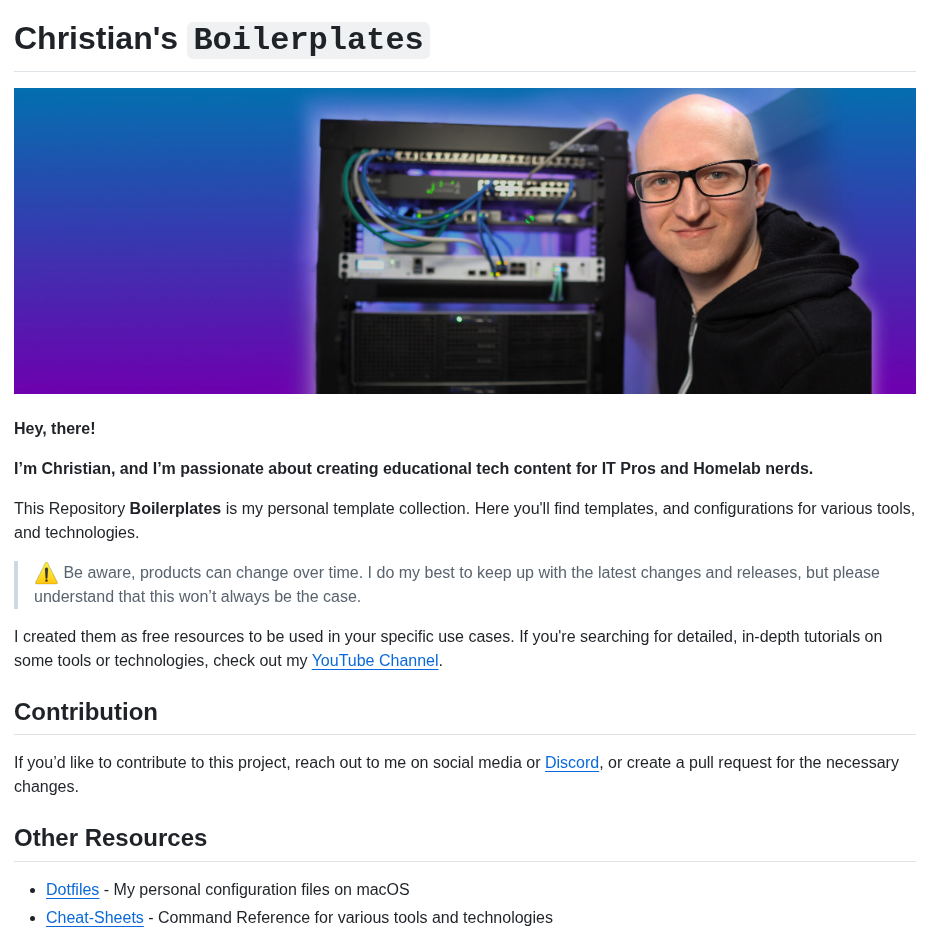 Christian's Boilerplates
Hey, there!
I’m Christian, and I’m passionate about creating educational tech content for IT Pros and Homelab nerds.
This Repository Boilerplates is my personal template collection. Here you'll find templates, and configurations for various tools,
and technologies.
⚠️ Be aware, products can change over time. I do my best to keep up with the latest changes and releases, but please
understand that this won’t always be the case.
I created them as free resources to be used in your specific use cases. If you're searching for detailed, in-depth tutorials on
some tools or technologies, check out my YouTube Channel.
Contribution
If you’d like to contribute to this project, reach out to me on social media or Discord, or create a pull request for the necessary
changes.
Other Resources
• Dotfiles - My personal configuration files on macOS
• Cheat-Sheets - Command Reference for various tools and technologies